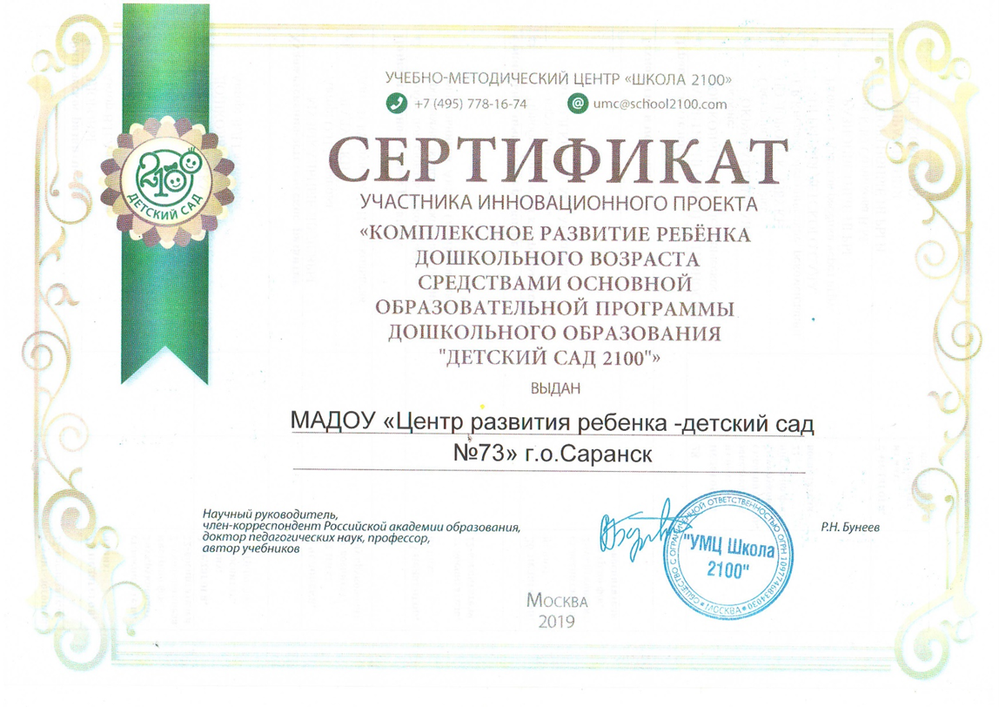 УЧЕБНО-МЕТОДИЧЕСКИЙ ЦЕНТР «ШКОЛА 2100»
+7 (495) 778-16-74 @ umc@school2100.com
СЕРТИФИКАТ
УЧАСТНИКА ИННОВАЦИОННОГО ПРОЕКТА
«КОМПЛЕКСНОЕ РАЗВИТИЕ РЕБЁНКА
ДОШКОЛЬНОГО ВОЗРАСТА
СРЕДСТВАМИ ОСНОВНОЙ
ОБРАЗОВАТЕЛЬНОЙ ПРОГРАММЫ
ДОШКОЛЬНОГО ОБРАЗОВАНИЯ
"ДЕТСКИЙ САД 2100"»
ВЫДАН
МАДОУ «Центр развития ребенка -детский сад
№73» г.о.Саранск
2100
ДЕТСКИЙ САД
Научный руководитель,
член-корреспондент Российской академии образования,
доктор педагогических наук, профессор,
автор учебников
Р.Н. Бунеев
ОБЩЕСТВО С ОГРАНИЧЕННОЙ ОТВЕТСТВЕННОСТЬЮ ОГРН 1097746834030
* МОСКВА *
"УМЦ Школа
2100"
МОСКВА
2019